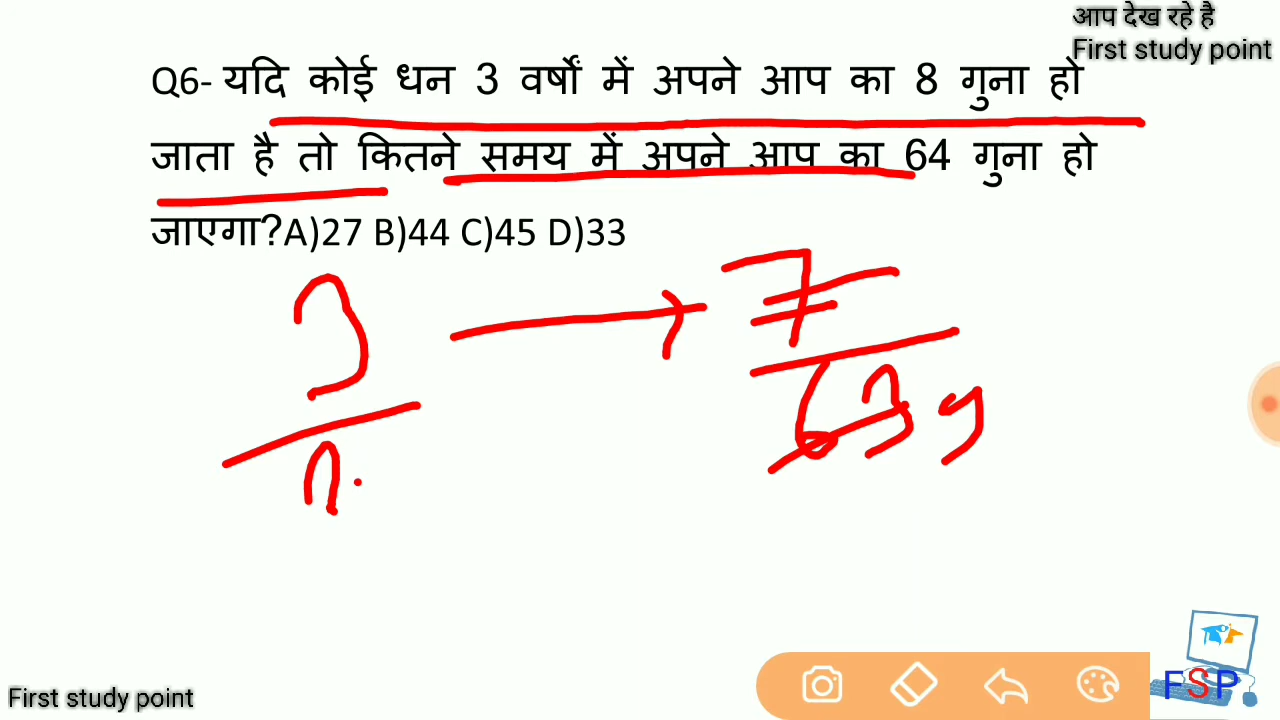 आप देख रहे है
First study point
Q6- यदि कोई धन 3 वर्षों में अपने आप का 8 गुना हो
जाता है तो कितने समय में अपने आप का 64 गुना हो
जाएगा?A)27 B)44 C)45 D)33
3 7
n. 63 9
First study point
FSP